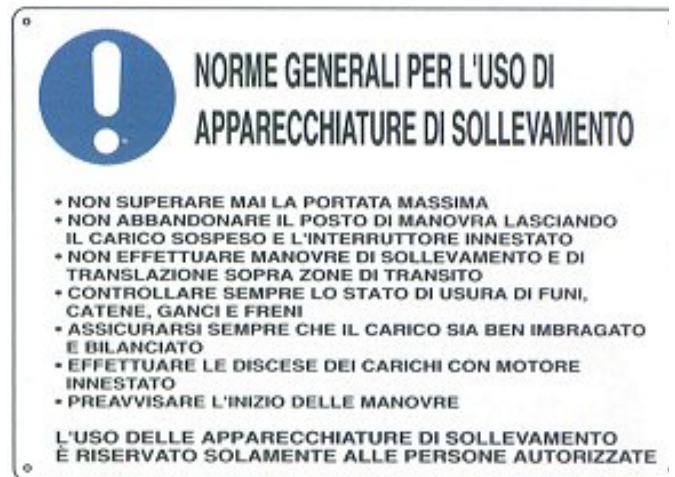 NORME GENERALI PER L'USO DI
APPARECCHIATURE DI SOLLEVAMENTO
• NON SUPERARE MAI LA PORTATA MASSIMA
• NON ABBANDONARE IL POSTO DI MANOVRA LASCIANDO
IL CARICO SOSPESO E L'INTERRUTTORE INNESTATO
• NON EFFETTUARE MANOVRE DI SOLLEVAMENTO E DI
TRANSLAZIONE SOPRA ZONE DI TRANSITO
• CONTROLLARE SEMPRE LO STATO DI USURA DI FUNI,
CATENE, GANCI E FRENI
• ASSICURARSI SEMPRE CHE IL CARICO SIA BEN IMBRAGATO
E BILANCIATO
• EFFETTUARE LE DISCESE DEI CARICHI CON MOTORE
INNESTATO
• PREAVVISARE L'INIZIO DELLE MANOVRE
L'USO DELLE APPARECCHIATURE DI SOLLEVAMENTO
È RISERVATO SOLAMENTE ALLE PERSONE AUTORIZZATE